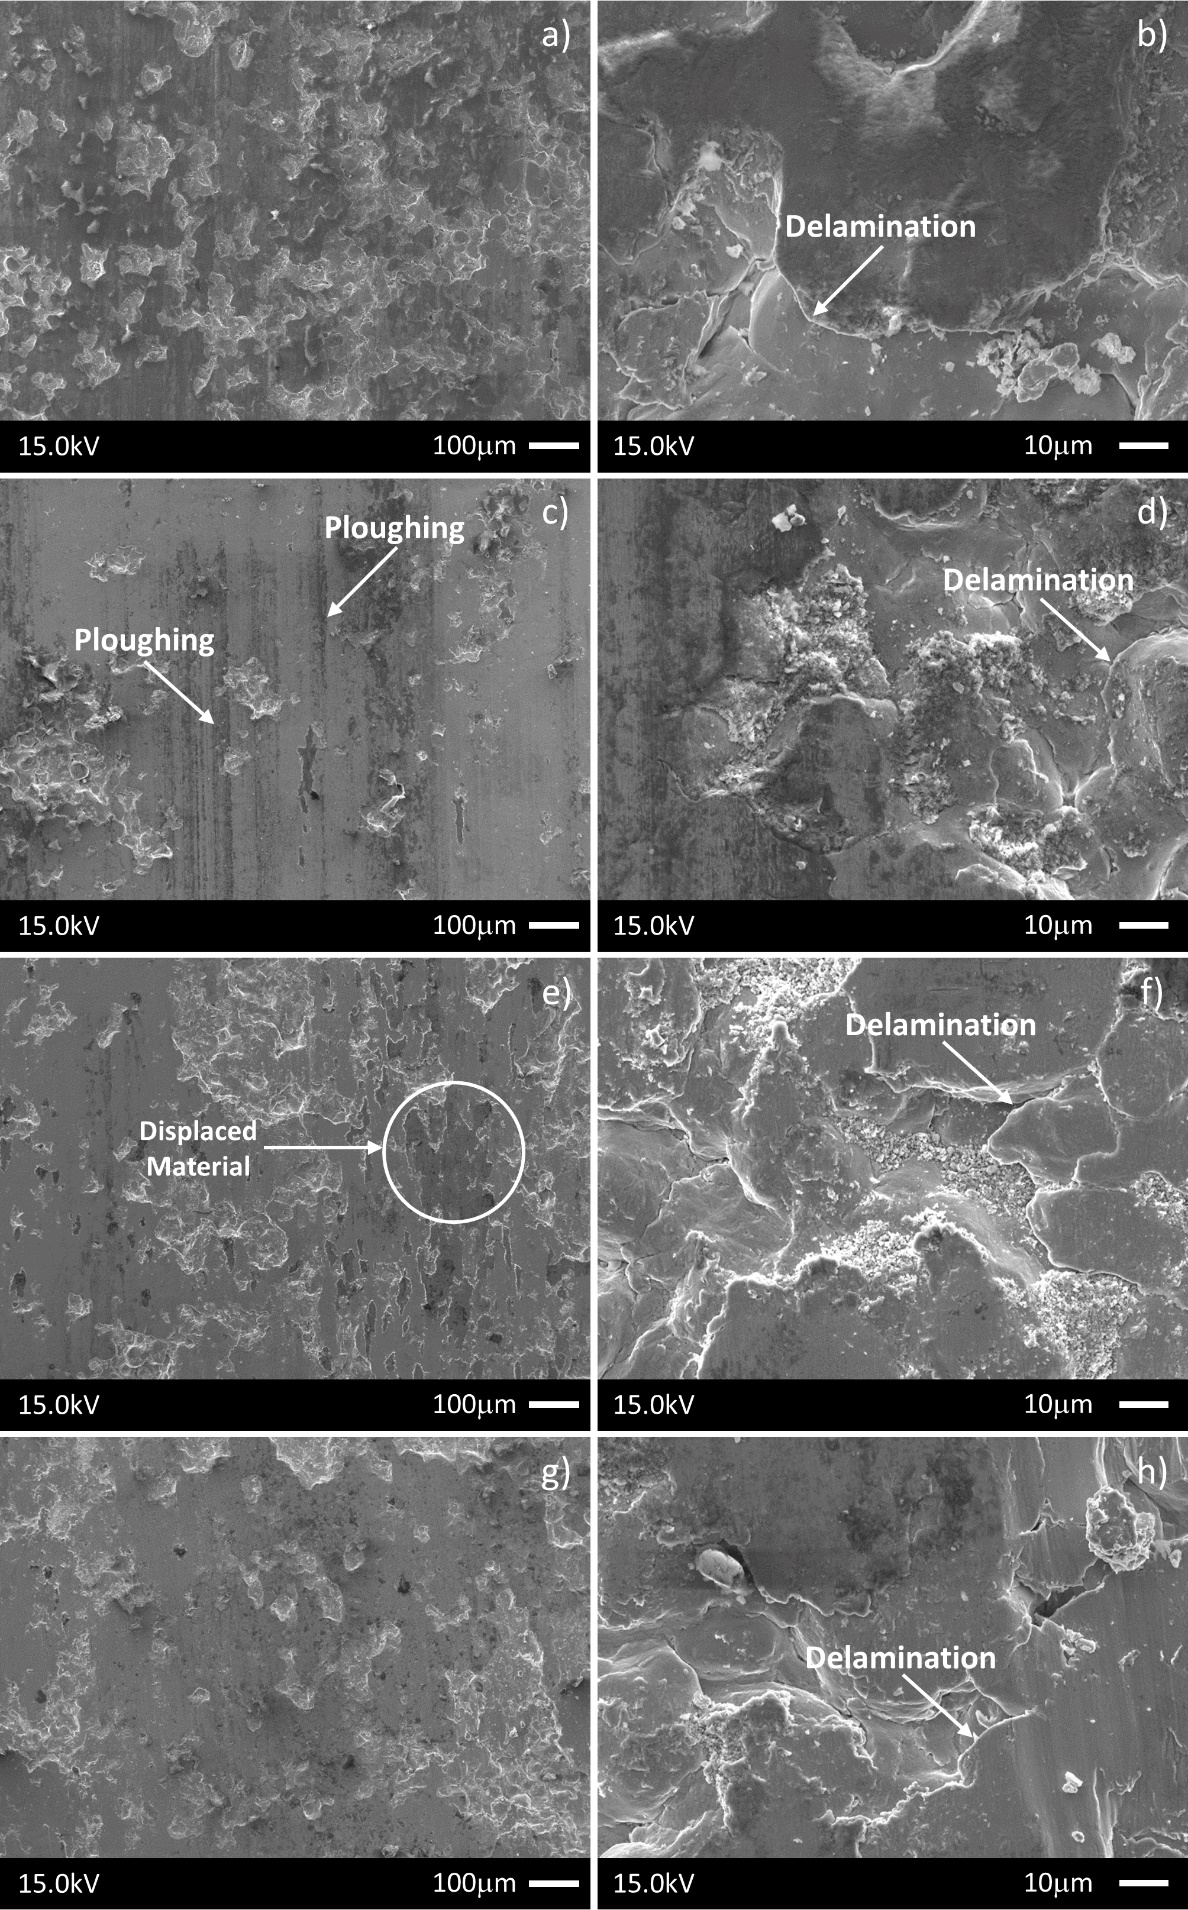 a)
b)
Delamination
15.0kV 100µm
15.0kV 10µm
c)
Ploughing
Ploughing
d)
Delamination
15.0kV 100µm
15.0kV 10µm
e)
Displaced
Material
f)
Delamination
15.0kV 100µm
15.0kV 10µm
g)
h)
Delamination
15.0kV 100µm
15.0kV 10µm